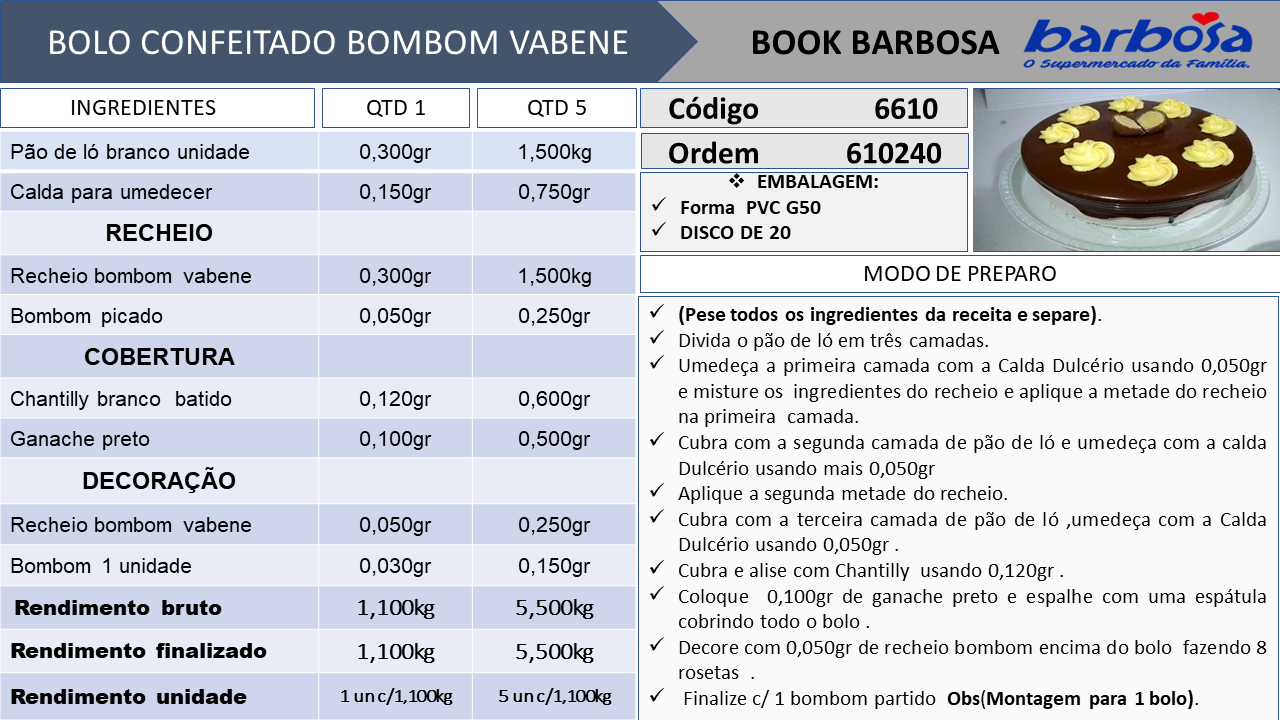 BOLO CONFEITADO BOMBOM VABENE
BOOK BARBOSA
barbosa
O Supermercado da Família.
INGREDIENTES QTD 1 QTD 5
Pão de ló branco unidade 0,300gr 1,500kg
Calda para umedecer 0,150gr 0,750gr
RECHEIO
Recheio bombom vabene 0,300gr 1,500kg
Bombom picado 0,050gr 0,250gr
COBERTURA
Chantilly branco batido 0,120gr 0,600gr
Ganache preto 0,100gr 0,500gr
DECORAÇÃO
Recheio bombom vabene 0,050gr 0,250gr
Bombom 1 unidade 0,030gr 0,150gr
Rendimento bruto 1,100kg 5,500kg
Rendimento finalizado 1,100kg 5,500kg
Rendimento unidade 1 un c/1,100kg 5 un c/1,100kg
Código 6610
Ordem 610240
❖ EMBALAGEM:
✓ Forma PVC G50
✓ DISCO DE 20
MODO DE PREPARO
✓ (Pese todos os ingredientes da receita e separe).
✓ Divida o pão de ló em três camadas.
✓ Umedeça a primeira camada com a Calda Dulcério usando 0,050gr
e misture os ingredientes do recheio e aplique a metade do recheio
na primeira camada.
✓ Cubra com a segunda camada de pão de ló e umedeça com a calda
Dulcério usando mais 0,050gr
✓ Aplique a segunda metade do recheio.
✓ Cubra com a terceira camada de pão de ló ,umedeça com a Calda
Dulcério usando 0,050gr .
✓ Cubra e alise com Chantilly usando 0,120gr .
✓ Coloque 0,100gr de ganache preto e espalhe com uma espátula
cobrindo todo o bolo .
✓ Decore com 0,050gr de recheio bombom encima do bolo fazendo 8
rosetas .
✓ Finalize c/ 1 bombom partido Obs(Montagem para 1 bolo).